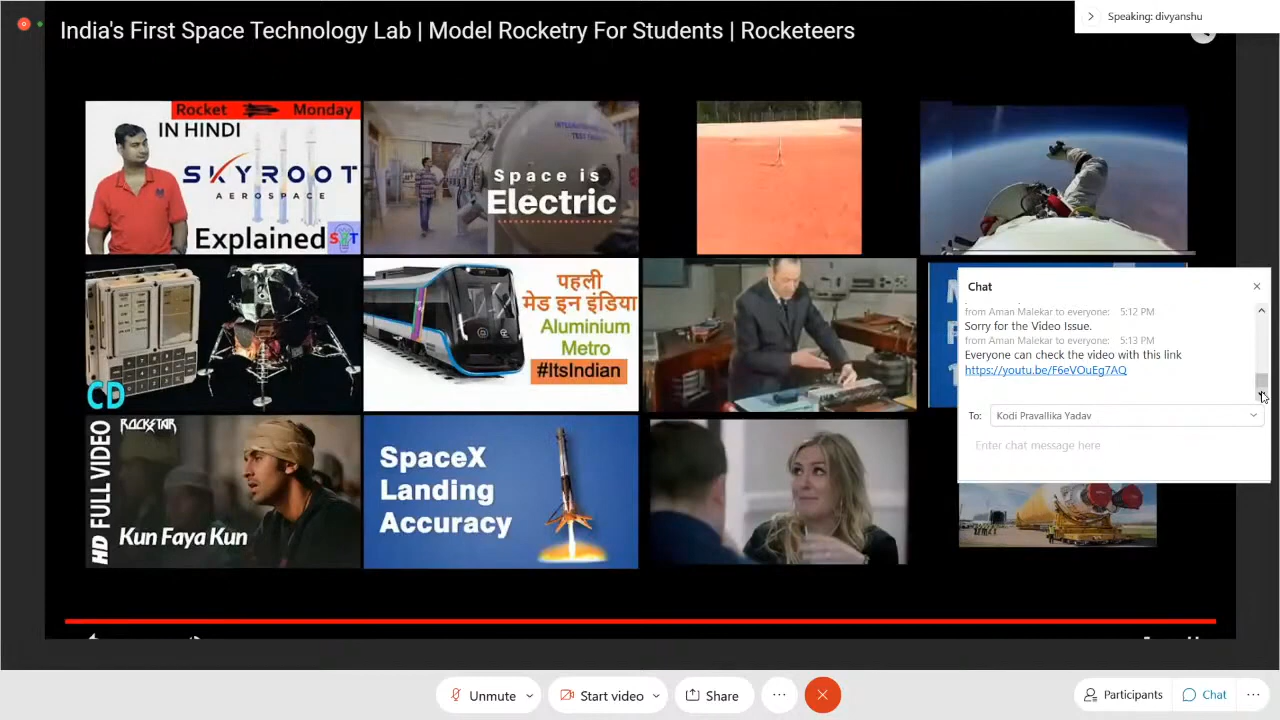 Speaking: divyanshu
India's First Space Technology Lab | Model Rocketry For Students | Rocketeers
Rocket Monday
IN HINDI
SKYROOT
AEROSPACE
Explained
Space is
Electric
CD
पहली
मेड इन इंडिया
Aluminium
Metro
#ItsIndian
HD FULL VIDEO
ROCKSTAR
Kun Faya Kun
SpaceX
Landing
Accuracy
Chat
from Aman Malekar to everyone: 5:12 PM
Sorry for the Video Issue.
from Aman Malekar to everyone: 5:13 PM
Everyone can check the video with this link
https://youtu.be/F6eVOuEg7AQ
To: Kodi Pravallika Yadav
Enter chat message here
Unmute
Start video
Share
Participants
Chat